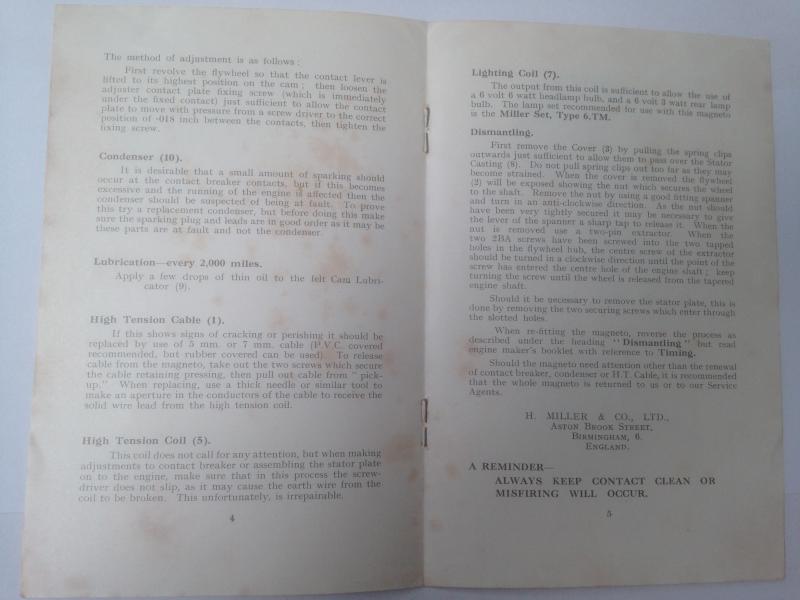 The method of adjustment is as follows :
First revolve the flywheel so that the contact lever is
lifted to its highest position on the cam ; then loosen the
adjuster contact plate fixing screw (which is immediately
under the fixed contact) just sufficient to allow the contact
plate to move with pressure from a screw driver to the correct
position of ·018 inch between the contacts, then tighten the
fixing screw.
Condenser (10).
It is desirable that a small amount of sparking should
occur at the contact breaker contacts, but if this becomes
excessive and the running of the engine is affected then the
condenser should be suspected of being at fault. To prove
this try a replacement condenser, but before doing this make
sure the sparking plug and leads are in good order as it may be
these parts are at fault and not the condenser.
Lubrication—every 2,000 miles.
Apply a few drops of thin oil to the felt Cam Lubri-
cator (9).
High Tension Cable (1).
If this shows signs of cracking or perishing it should be
replaced by use of 5 mm. or 7 mm. cable (P.V.C. covered
recommended, but rubber covered can be used). To release
cable from the magneto, take out the two screws which secure
the cable retaining pressing, then pull out cable from " pick-
up." When replacing, use a thick needle or similar tool to
make an aperture in the conductors of the cable to receive the
solid wire lead from the high tension coil.
High Tension Coil (5).
This coil does not call for any attention, but when making
adjustments to contact breaker or assembling the stator plate
on to the engine, make sure that in this process the screw-
driver does not slip, as it may cause the earth wire from the
coil to be broken. This unfortunately, is irrepairable.
4
Lighting Coil (7).
The output from this coil is sufficient to allow the use of
a 6 volt 6 watt headlamp bulb, and a 6 volt 3 watt rear lamp
bulb. The lamp set recommended for use with this magneto
is the Miller Set, Type 6.TM.
Dismantling.
First remove the Cover (3) by pulling the spring clips
outwards just sufficient to allow them to pass over the Stator
Casting (8). Do not pull spring clips out too far as they may
become strained. When the cover is removed the flywheel
(2) will be exposed showing the nut which secures the wheel
to the shaft. Remove the nut by using a good fitting spanner
and turn in an anti-clockwise direction. As the nut should
have been very tightly secured it may be necessary to give
the lever of the spanner a sharp tap to release it. When the
nut is removed use a two-pin extractor. When the
two 2BA screws have been screwed into the two tapped
holes in the flywheel hub, the centre screw of the extractor
should be turned in a clockwise direction until the point of the
screw has entered the centre hole of the engine shaft ; keep
turning the screw until the wheel is released from the tapered
engine shaft.
Should it be necessary to remove the stator plate, this is
done by removing the two securing screws which enter through
the slotted holes.
When re-fitting the magneto, reverse the process as
described under the heading "Dismantling" but read
engine maker's booklet with reference to Timing.
Should the magneto need attention other than the renewal
of contact breaker, condenser or H.T. Cable, it is recommended
that the whole magneto is returned to us or to our Service
Agents.
H. MILLER & CO., LTD.,
ASTON BROOK STREET,
BIRMINGHAM, 6.
ENGLAND.
A REMINDER—
ALWAYS KEEP CONTACT CLEAN OR
MISFIRING WILL OCCUR.
5